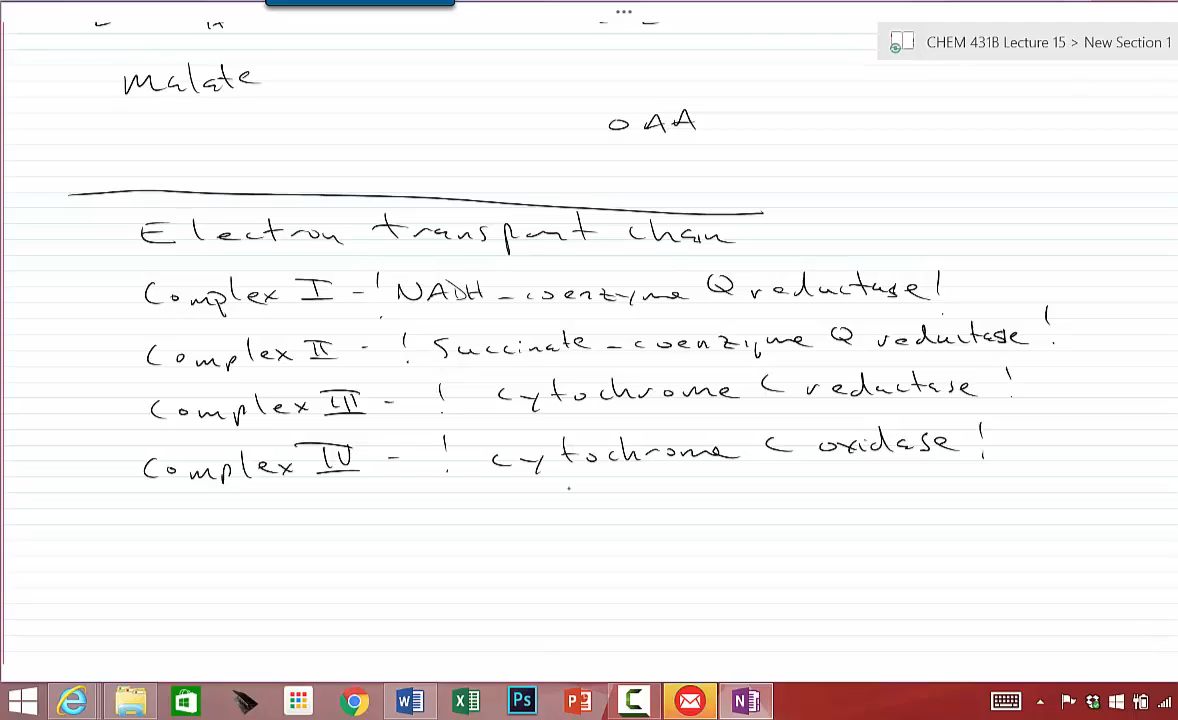 CHEM 431B Lecture 15 > New Section 1
malate
OAA
Electron transport chain
Complex I - ! NADH - coenzyme Q reductase !
Complex II - ! Succinate - coenzyme Q reductase !
Complex III - ! cytochrome C reductase !
Complex IV - ! cytochrome C oxidase !